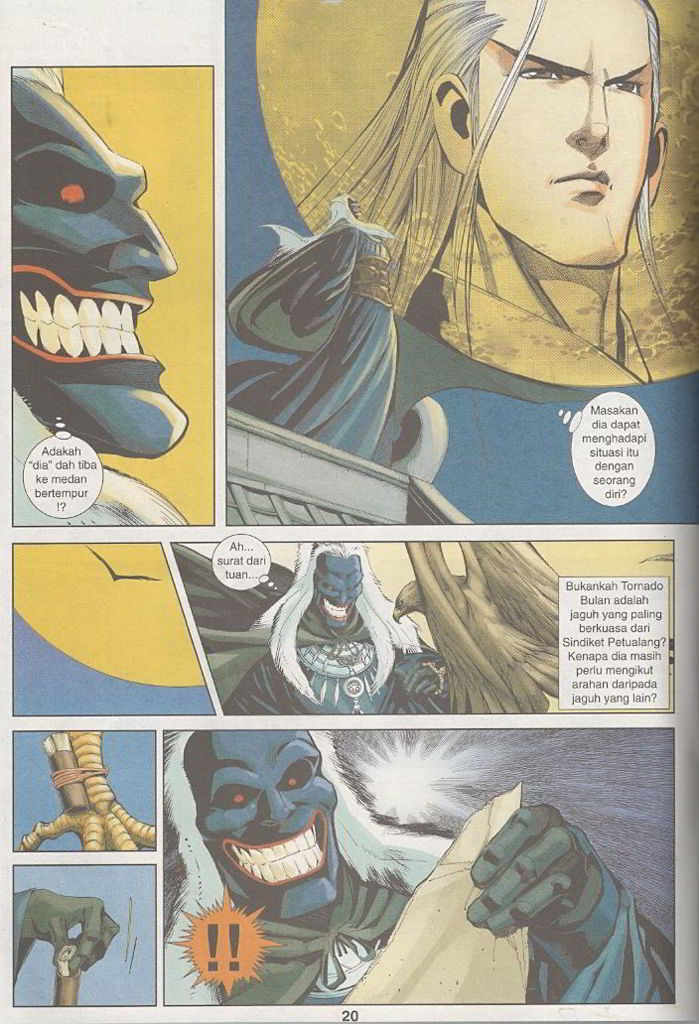 Adakah
"dia" dah tiba
ke medan
bertempur
!?
Masakan
dia dapat
menghadapi
situasi itu
dengan
seorang
diri?
Ah...
surat dari
tuan...
Bukankah Tornado
Bulan adalah
jaguh yang paling
berkuasa dari
Sindiket Petualang?
Kenapa dia masih
perlu mengikut
arahan daripada
jaguh yang lain?
!!
20